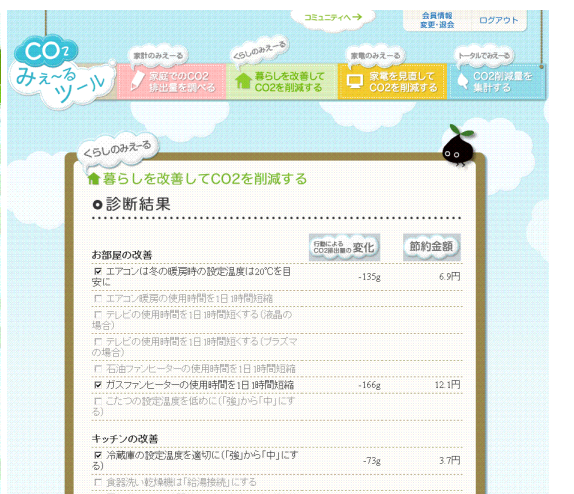 コミュニティへ→
会員情報
変更・退会
ログアウト
CO2
みえ~る
ツール
家計のみえ~る
家庭でのCO2
排出量を調べる
くらしのみえ~る
暮らしを改善して
CO2を削減する
家電のみえ~る
家電を見直して
CO2を削減する
トータルでみえ~る
CO2削減量を
集計する
くらしのみえ~る
暮らしを改善してCO2を削減する
診断結果
お部屋の改善
行動による
CO2排出量の変化
節約金額
エアコンは冬の暖房時の設定温度は20℃を目
安に
-135g
6.9円
エアコン暖房の使用時間を1日1時間短縮
テレビの使用時間を1日1時間短くする（液晶の
場合）
テレビの使用時間を1日1時間短くする（プラズマ
の場合）
石油ファンヒーターの使用時間を1日1時間短縮
ガスファンヒーターの使用時間を1日1時間短縮
-166g
12.1円
こたつの設定温度を低めに（「強」から「中」にす
る）
キッチンの改善
冷蔵庫の設定温度を適切に（「強」から「中」にす
る）
-73g
3.7円
食器洗い乾燥機は「給湯接続」にする